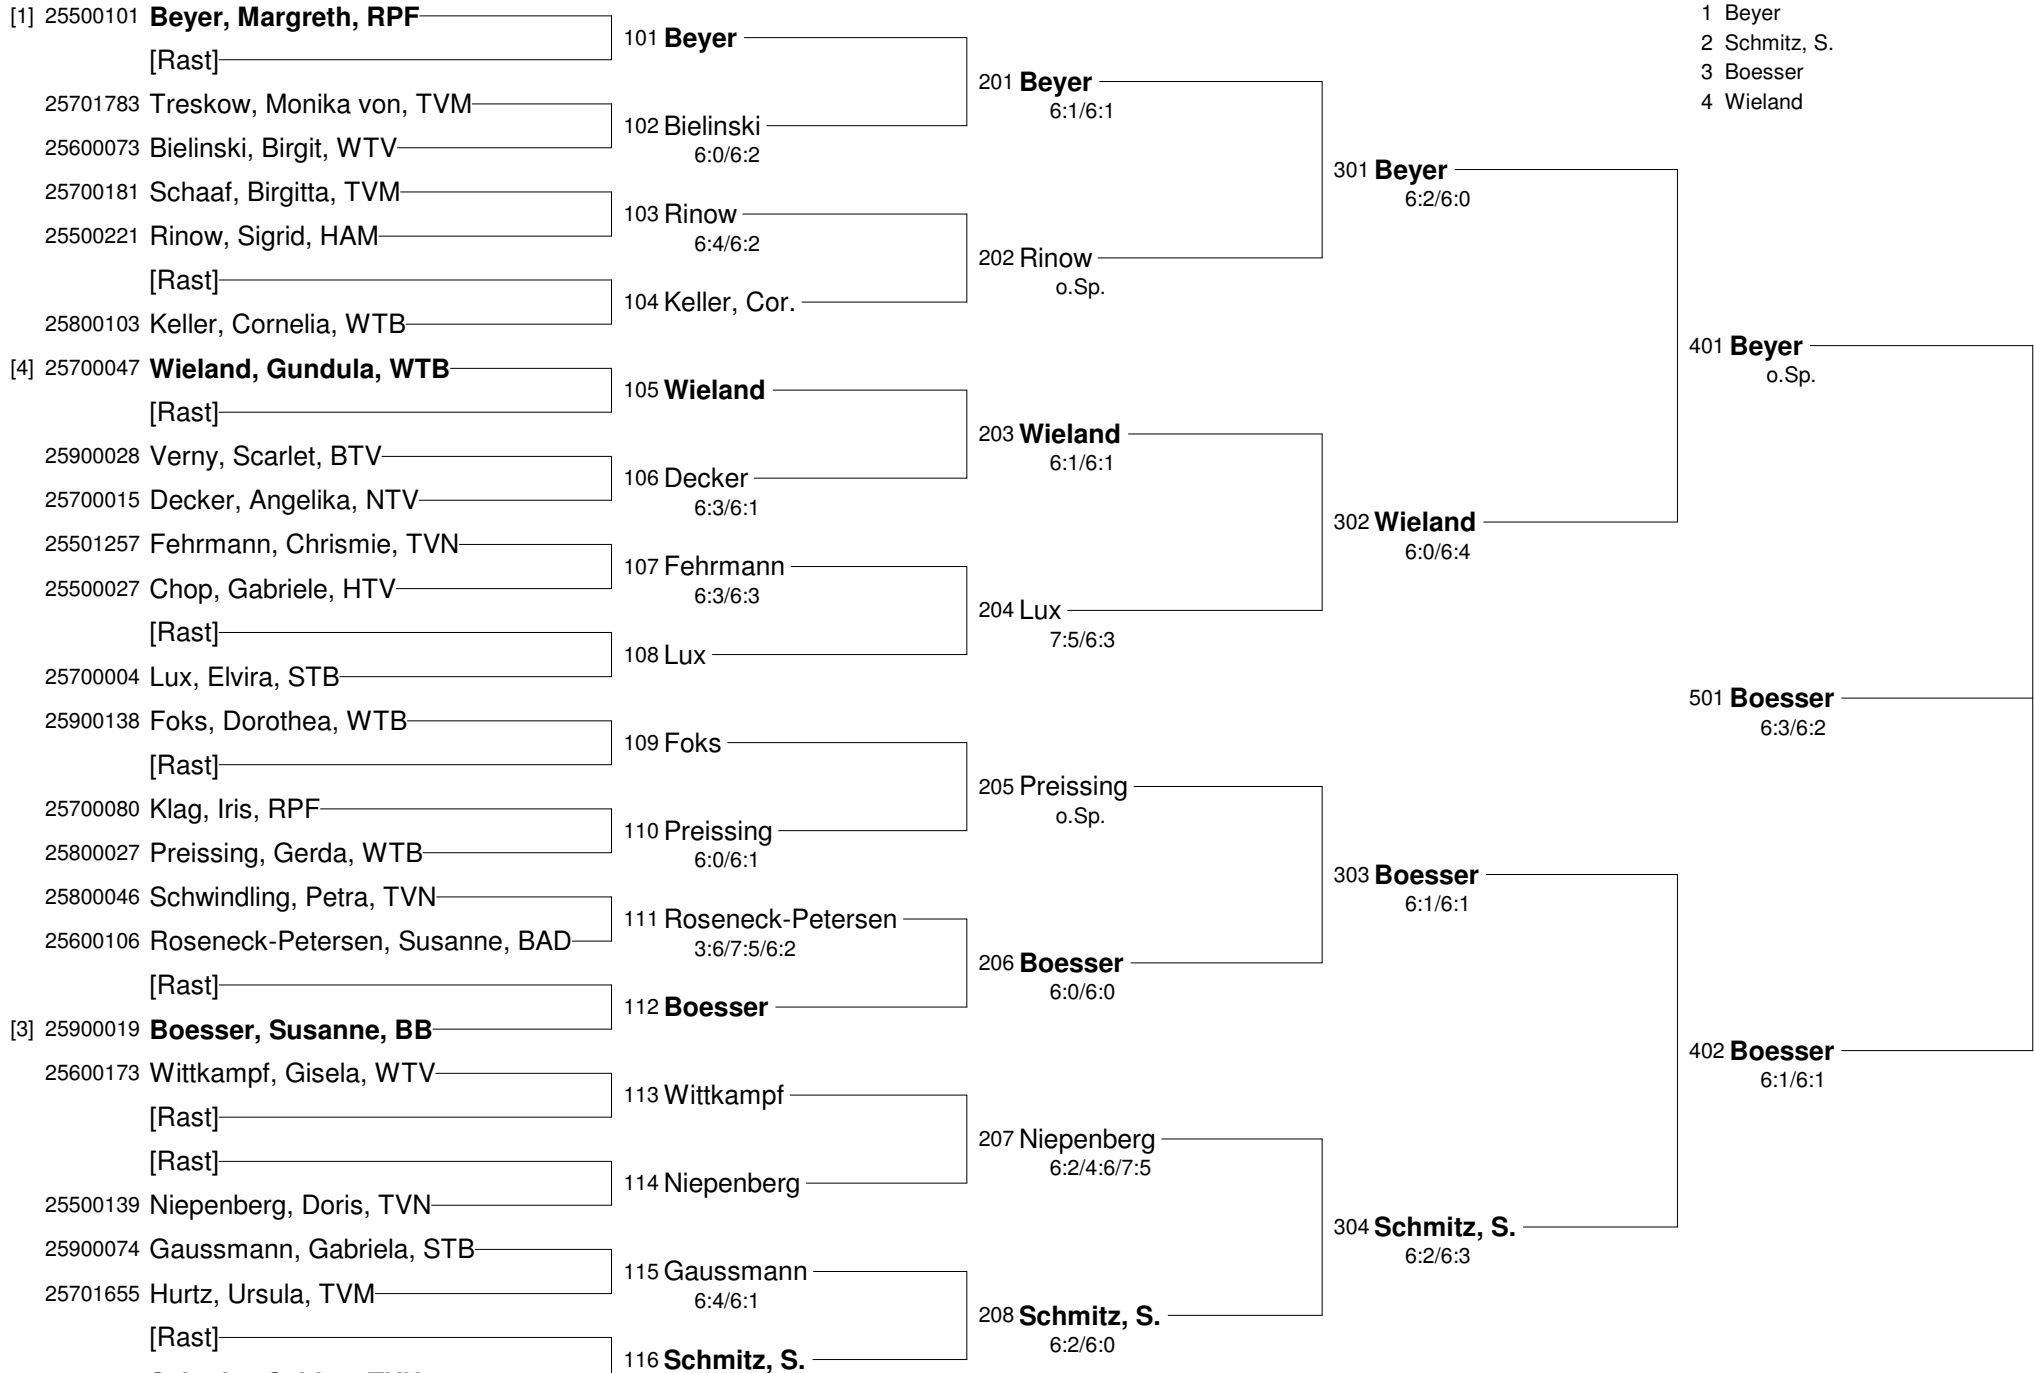 [1] 25500101 Beyer, Margreth, RPF
[Rast]
25701783 Treskow, Monika von, TVM
25600073 Bielinski, Birgit, WTV
25700181 Schaaf, Birgitta, TVM
25500221 Rinow, Sigrid, HAM
[Rast]
25800103 Keller, Cornelia, WTB
[4] 25700047 Wieland, Gundula, WTB
[Rast]
25900028 Verny, Scarlet, BTV
25700015 Decker, Angelika, NTV
25501257 Fehrmann, Chrismie, TVN
25500027 Chop, Gabriele, HTV
[Rast]
25700004 Lux, Elvira, STB
25900138 Foks, Dorothea, WTB
[Rast]
25700080 Klag, Iris, RPF
25800027 Preissing, Gerda, WTB
25800046 Schwindling, Petra, TVN
25600106 Roseneck-Petersen, Susanne, BAD
[Rast]
[3] 25900019 Boesser, Susanne, BB
25600173 Wittkampf, Gisela, WTV
[Rast]
[Rast]
25500139 Niepenberg, Doris, TVN
25900074 Gaussmann, Gabriela, STB
25701655 Hurtz, Ursula, TVM
[Rast]
101 Beyer
102 Bielinski
6:0/6:2
103 Rinow
6:4/6:2
104 Keller, Cor.
105 Wieland
106 Decker
6:3/6:1
107 Fehrmann
6:3/6:3
108 Lux
109 Foks
110 Preissing
6:0/6:1
111 Roseneck-Petersen
3:6/7:5/6:2
112 Boesser
113 Wittkampf
114 Niepenberg
115 Gaussmann
6:4/6:1
116 Schmitz, S.
201 Beyer
6:1/6:1
202 Rinow
o.Sp.
203 Wieland
6:1/6:1
204 Lux
7:5/6:3
205 Preissing
o.Sp.
206 Boesser
6:0/6:0
207 Niepenberg
6:2/4:6/7:5
208 Schmitz, S.
6:2/6:0
301 Beyer
6:2/6:0
302 Wieland
6:0/6:4
303 Boesser
6:1/6:1
304 Schmitz, S.
6:2/6:3
1 Beyer
2 Schmitz, S.
3 Boesser
4 Wieland
401 Beyer
o.Sp.
501 Boesser
6:3/6:2
402 Boesser
6:1/6:1